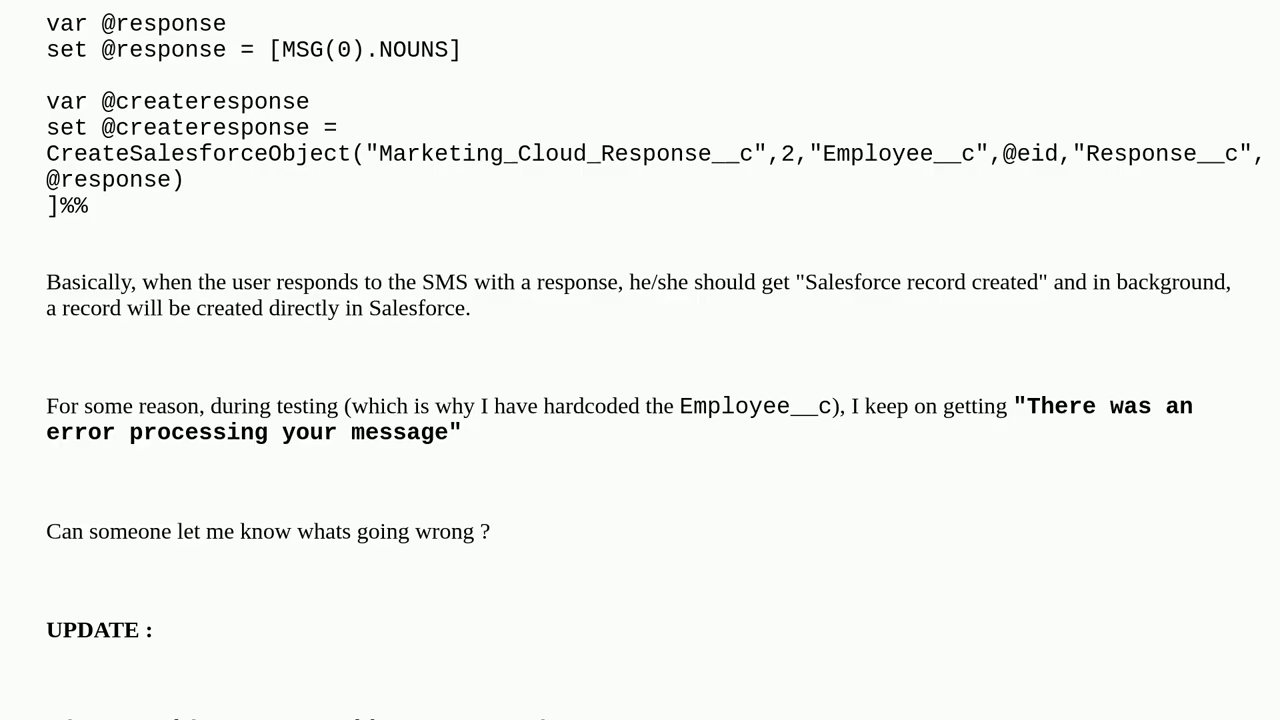 var @response
set @response = [MSG(0).NOUNS]
var @createresponse
set @createresponse =
CreateSalesforceObject("Marketing_Cloud_Response__c",2,"Employee__c",@eid,"Response__c",
@response)
]%%
Basically, when the user responds to the SMS with a response, he/she should get "Salesforce record created" and in background,
a record will be created directly in Salesforce.
For some reason, during testing (which is why I have hardcoded the Employee__c), I keep on getting "There was an
error processing your message"
Can someone let me know whats going wrong ?
UPDATE :